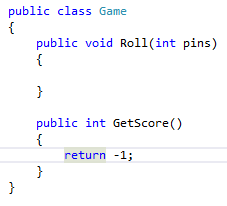 public class Game
{
    public void Roll(int pins)
    {

    }

    public int GetScore()
    {
        return -1;
    }
}